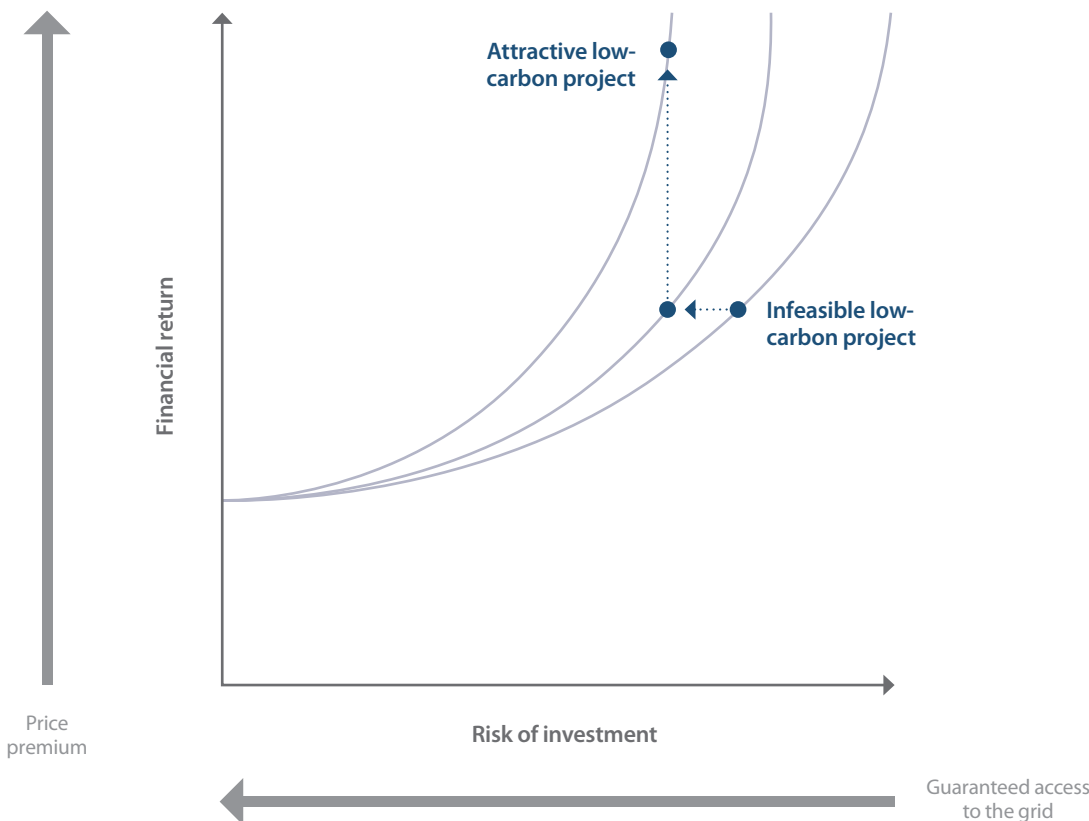 Attractive low-
carbon project
Infeasible low-
carbon project
Financial return
Price
premium
Risk of investment
Guaranteed access
to the grid